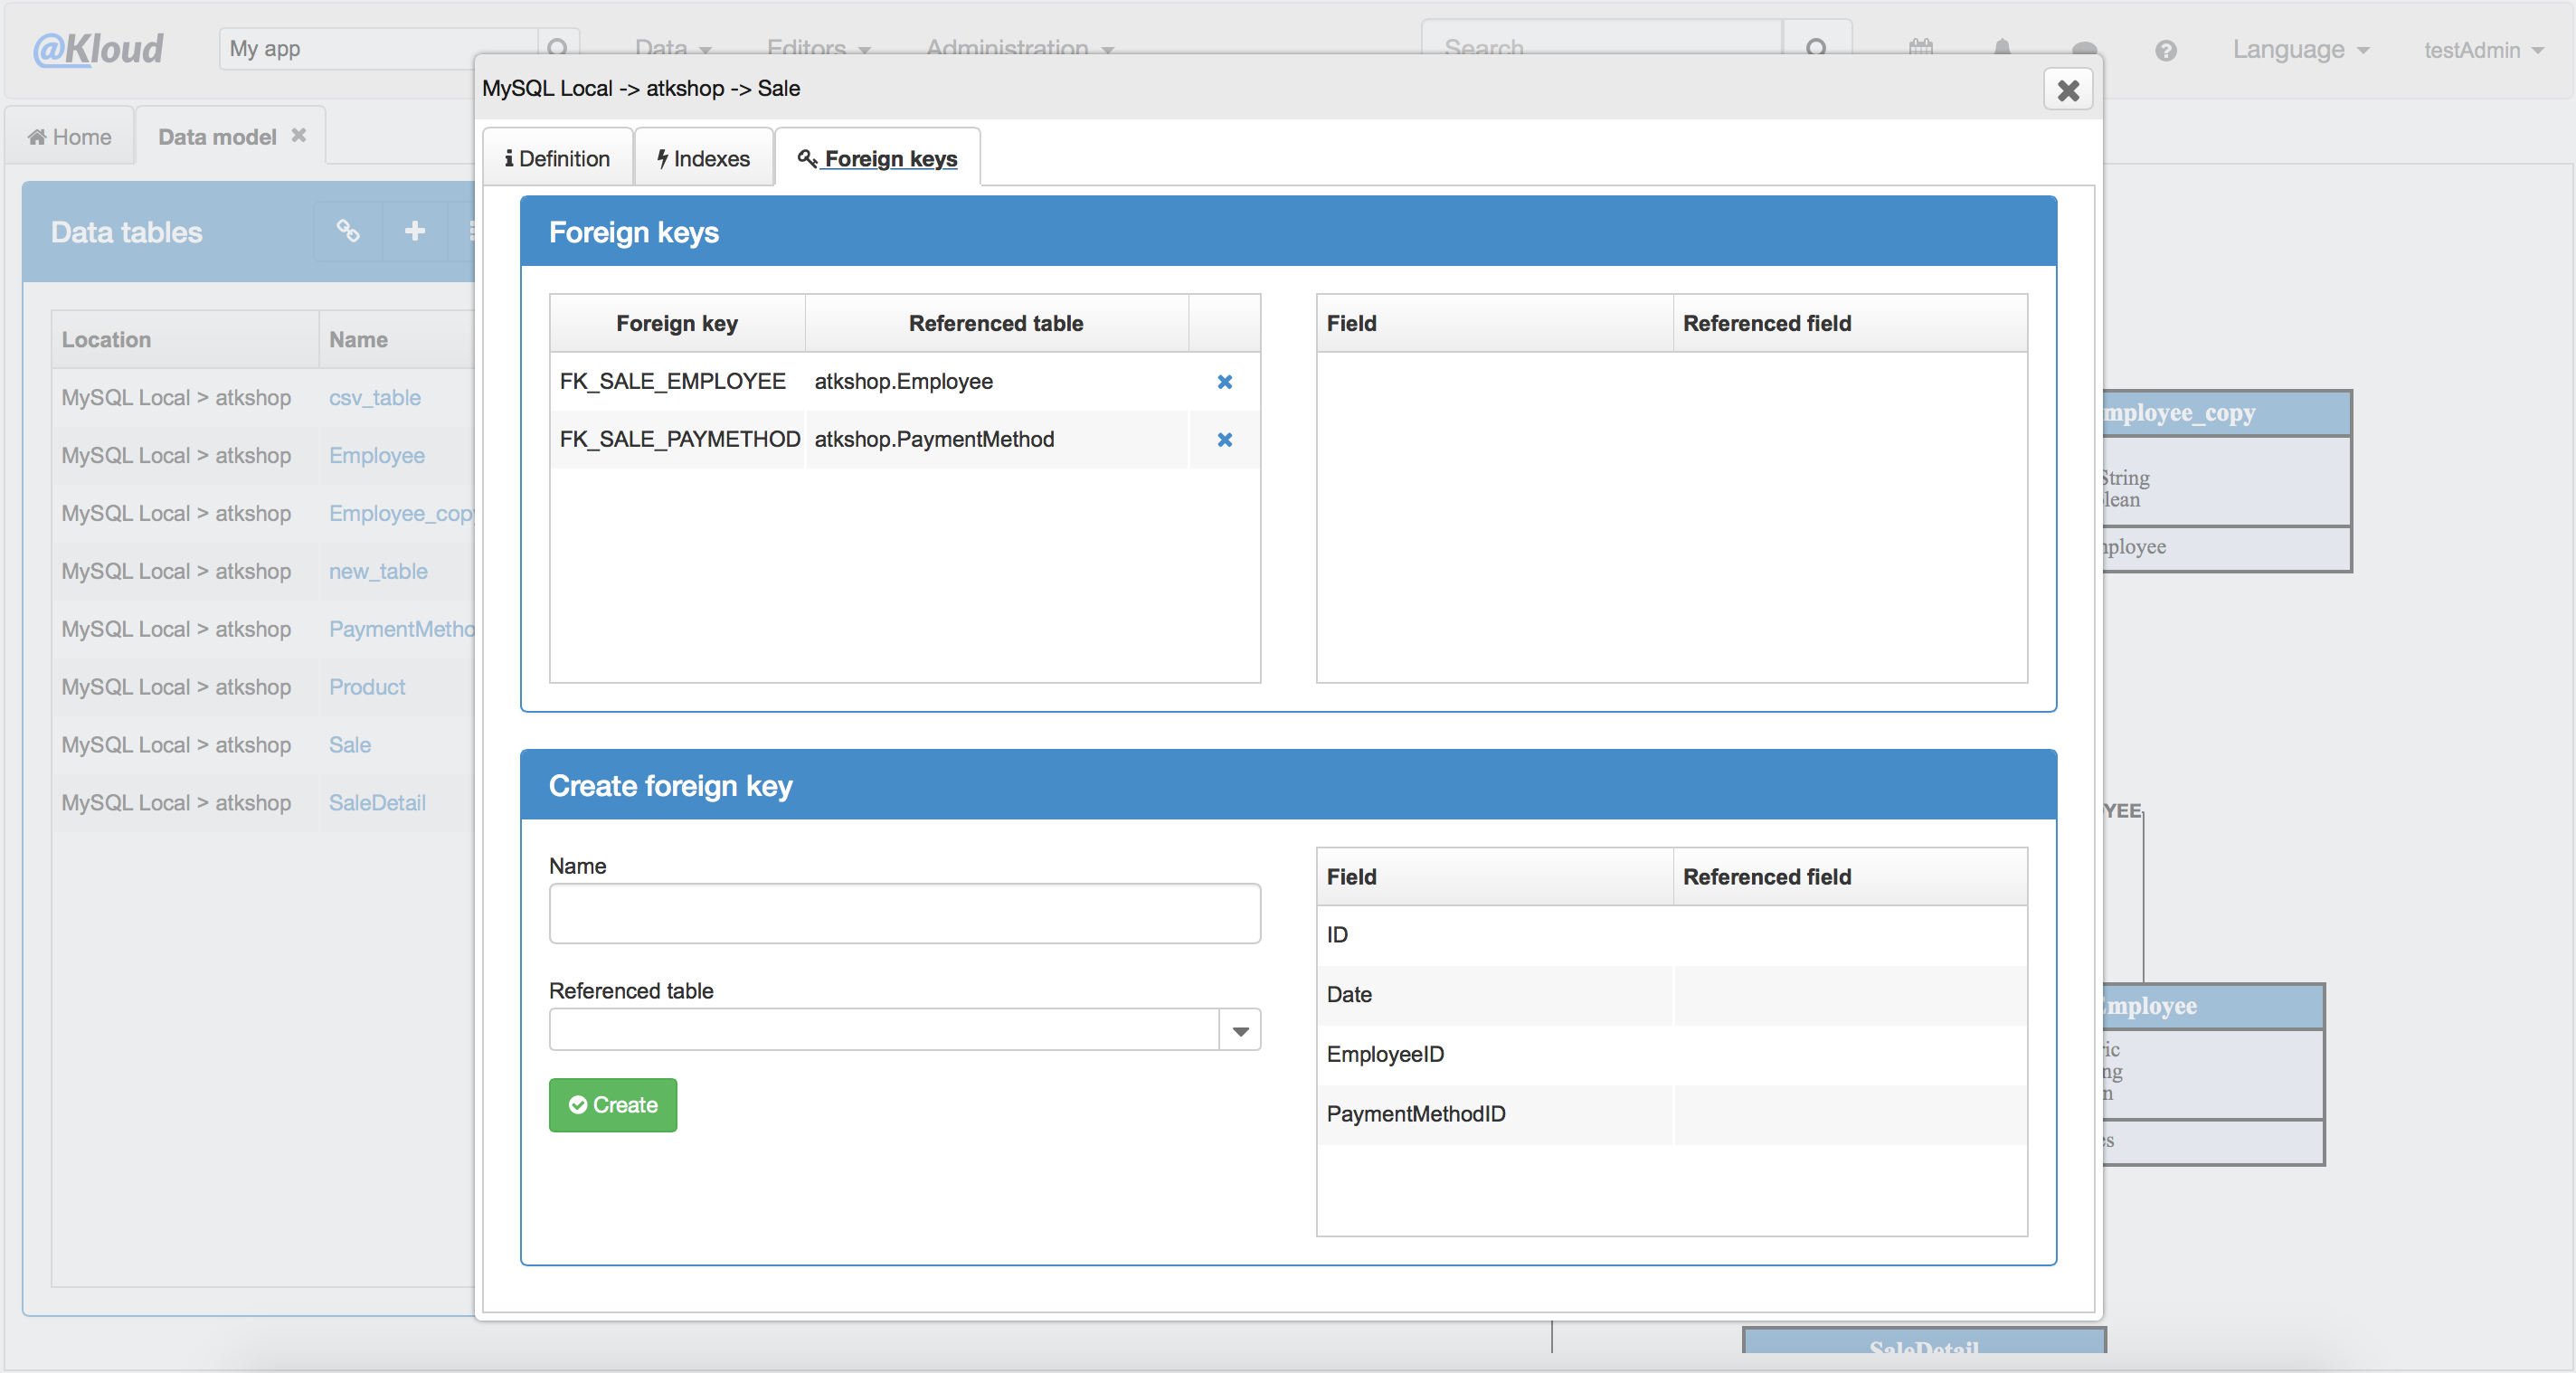 @Kloud
My app
Data
Editors
Administration
Search
Language
testAdmin
MySQL Local -> atkshop -> Sale
Home
Data model
Definition
Indexes
Foreign keys
Data tables
Location
Name
MySQL Local > atkshop
csv_table
MySQL Local > atkshop
Employee
MySQL Local > atkshop
Employee_copy
MySQL Local > atkshop
new_table
MySQL Local > atkshop
PaymentMetho
MySQL Local > atkshop
Product
MySQL Local > atkshop
Sale
MySQL Local > atkshop
SaleDetail
Foreign keys
Foreign key
Referenced table
FK_SALE_EMPLOYEE
atkshop.Employee
FK_SALE_PAYMETHOD
atkshop.PaymentMethod
Field
Referenced field
Create foreign key
Name
Referenced table
Create
Field
Referenced field
ID
Date
EmployeeID
PaymentMethodID
mployee_copy
String
lean
mployee
YEE
Employee
ric
ng
n
es
SaleDetail